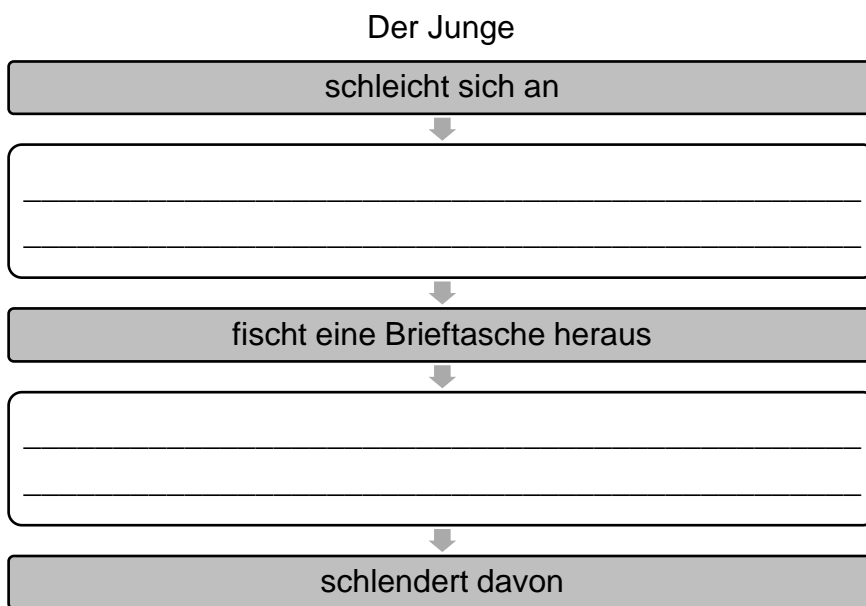 Der Junge
schleicht sich an
fischt eine Brieftasche heraus
schlendert davon